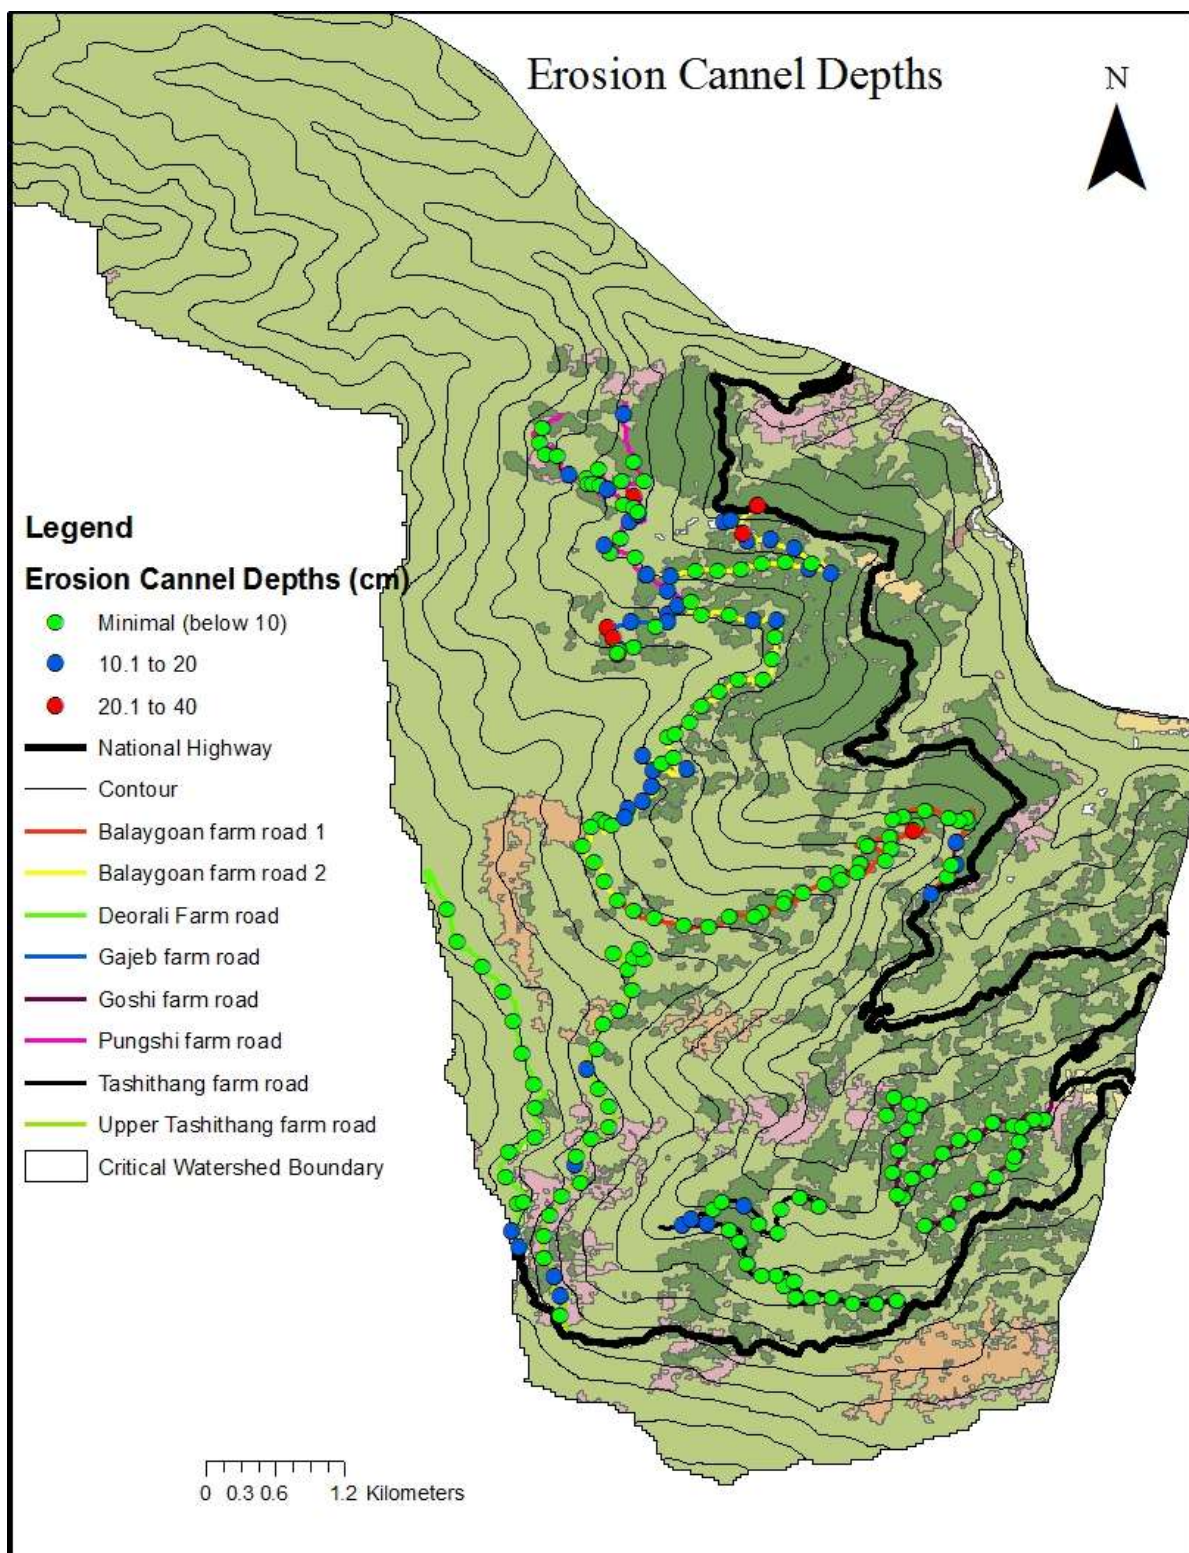 Erosion Cannel Depths
N
Legend
Erosion Cannel Depths (cm)
Minimal (below 10)
10.1 to 20
20.1 to 40
National Highway
Contour
Balaygoan farm road 1
Balaygoan farm road 2
Deorali Farm road
Gajeb farm road
Goshi farm road
Pungshi farm road
Tashithang farm road
Upper Tashithang farm road
Critical Watershed Boundary
0 0.3 0.6 1.2 Kilometers